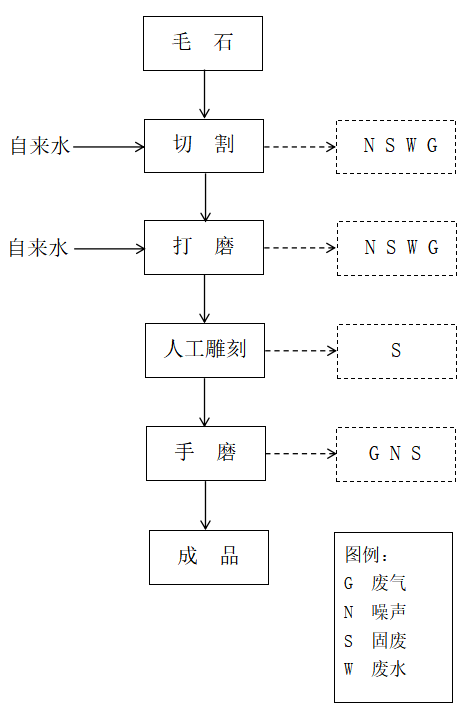 毛 石
自来水
切 割
N S W G
自来水
打 磨
N S W G
人工雕刻
S
手 磨
G N S
成 品
图例：
G 废气
N 噪声
S 固废
W 废水